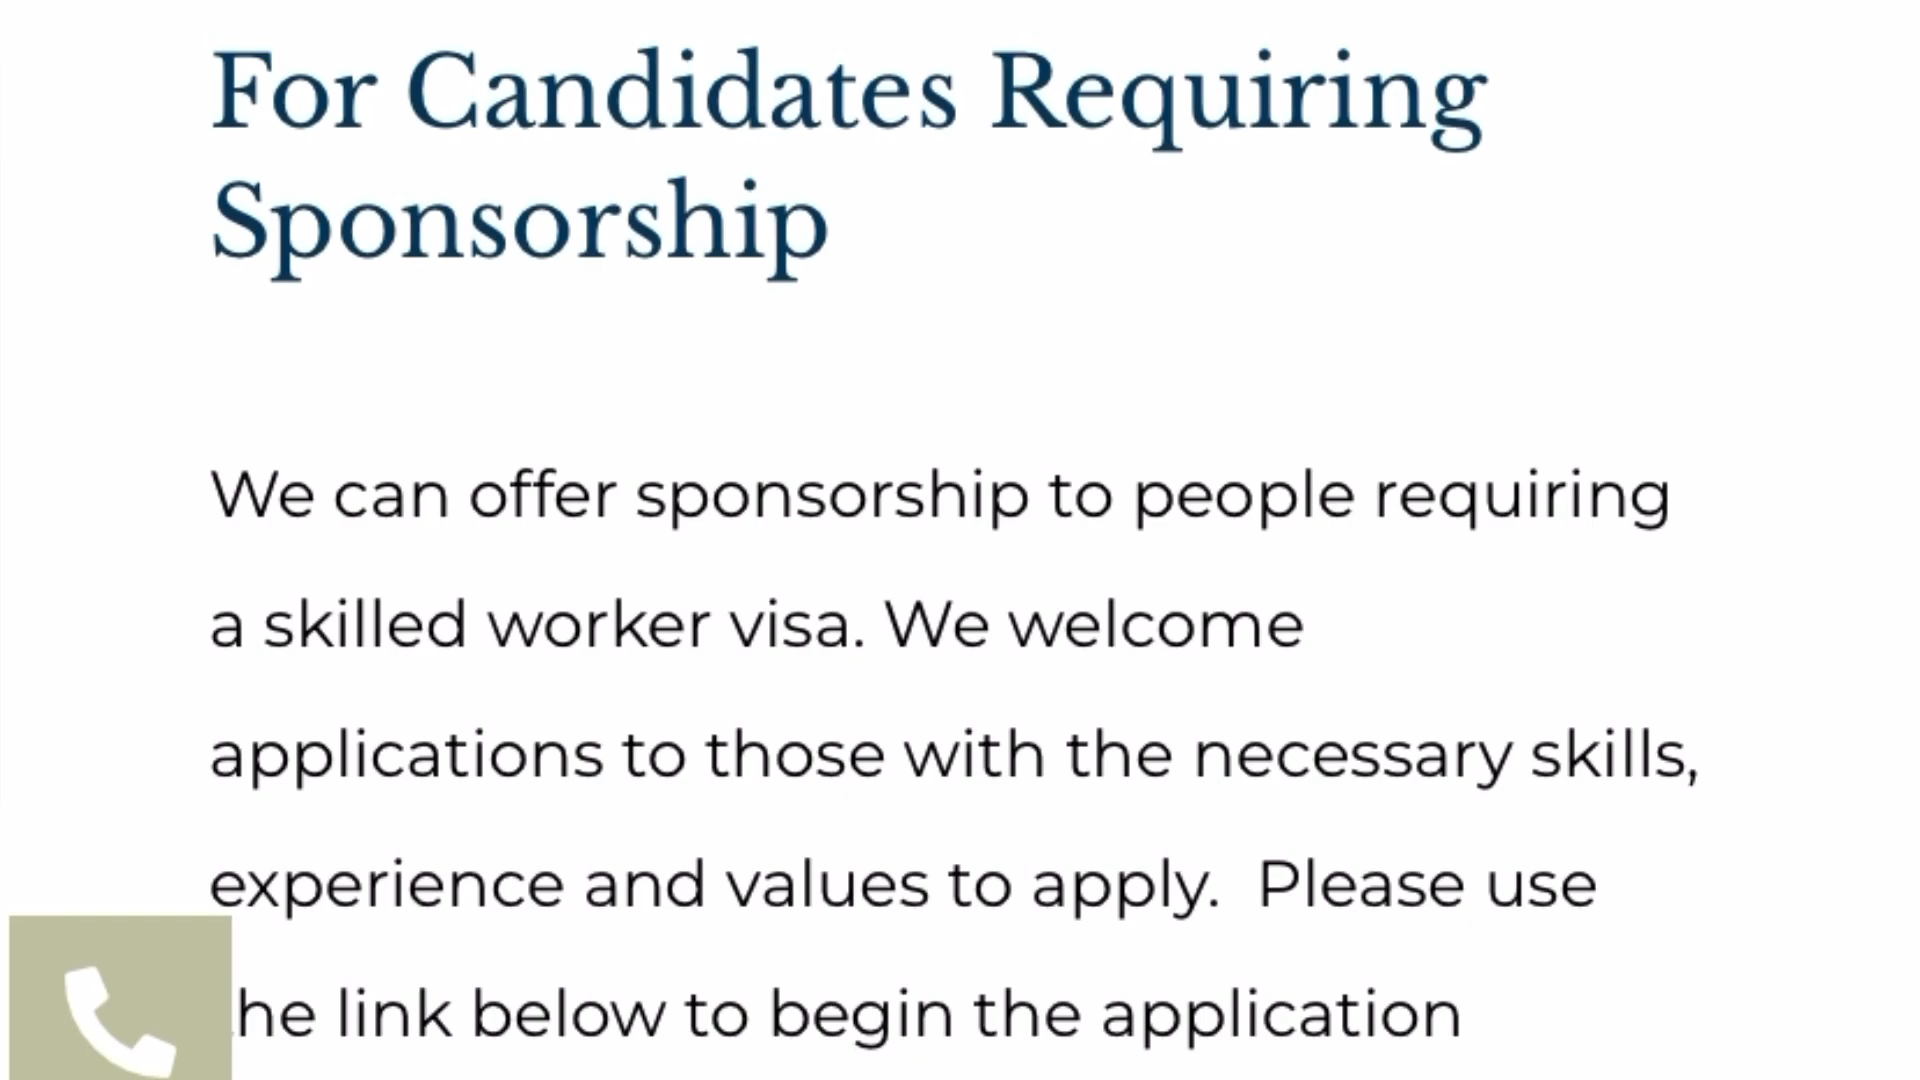 For Candidates Requiring
Sponsorship
We can offer sponsorship to people requiring
a skilled worker visa. We welcome
applications to those with the necessary skills,
experience and values to apply.  Please use
the link below to begin the application